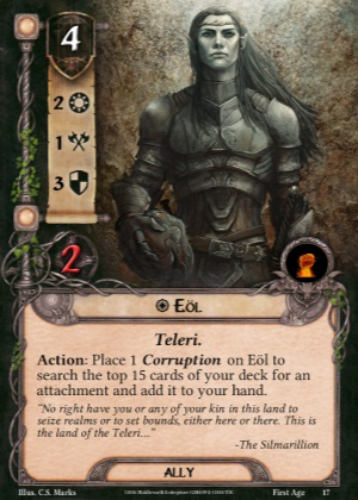 4
2
1
3
2
Eöl
Teleri.
Action: Place 1 Corruption on Eöl to
search the top 15 cards of your deck for an
attachment and add it to your hand.
"No right have you or any of your kin in this land to
seize realms or to set bounds, either here or there. This is
the land of the Teleri...."
-The Silmarillion
ALLY
Illus. C.S. Marks
First Age
17